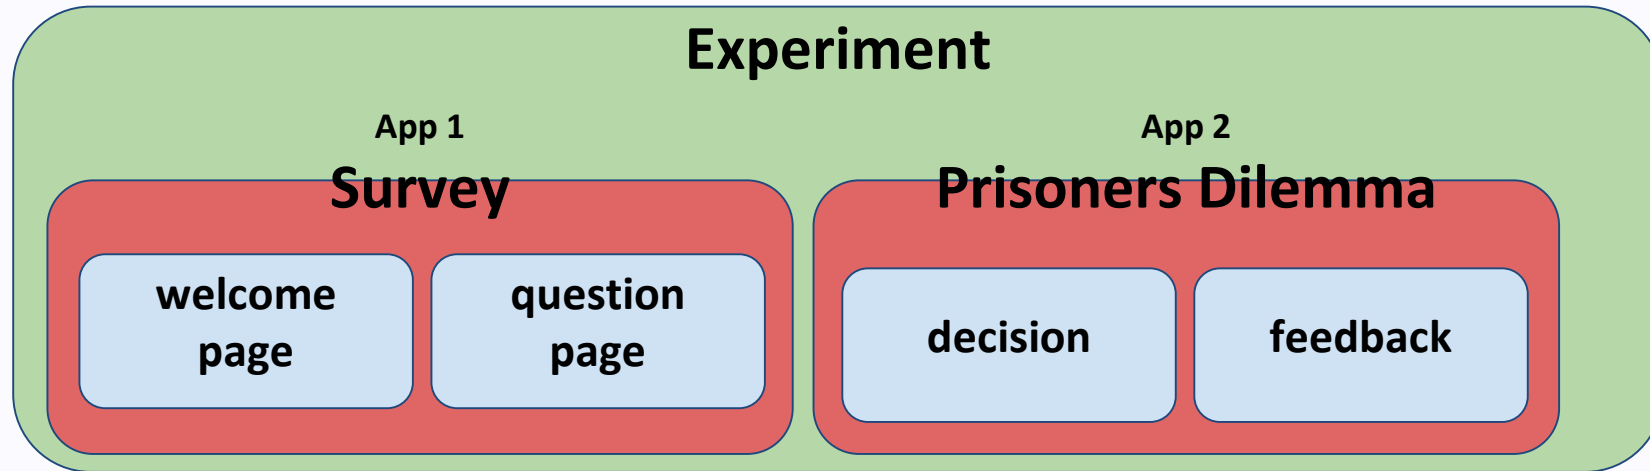 Experiment
App 1
Survey
welcome
page
question
page
App 2
Prisoners Dilemma
decision
feedback